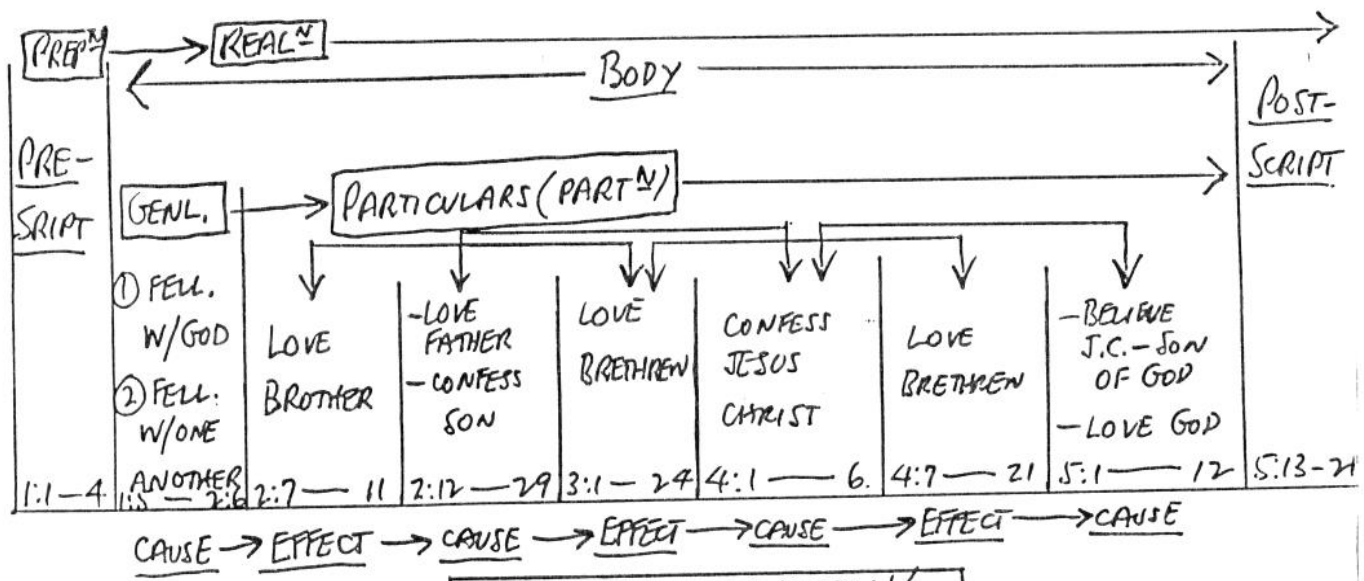 PREPᴺ → REALᴺ
BODY
PRE-
SRIPT
POST-
SCRIPT
GENL. → PARTICULARS (PARTᴺ)
① FELL.
W/GOD
② FELL.
W/ONE
ANOTHER
LOVE
BROTHER
-LOVE
FATHER
-CONFESS
SON
LOVE
BRETHREN
CONFESS
JESUS
CHRIST
LOVE
BRETHREN
-BELIEVE
J.C.-SON
OF GOD
-LOVE GOD
1:1-4 1:5-2:6 2:7-11 2:12-29 3:1-24 4:1-6. 4:7-21 5:1-12 5:13-21
CAUSE → EFFECT → CAUSE → EFFECT → CAUSE → EFFECT → CAUSE